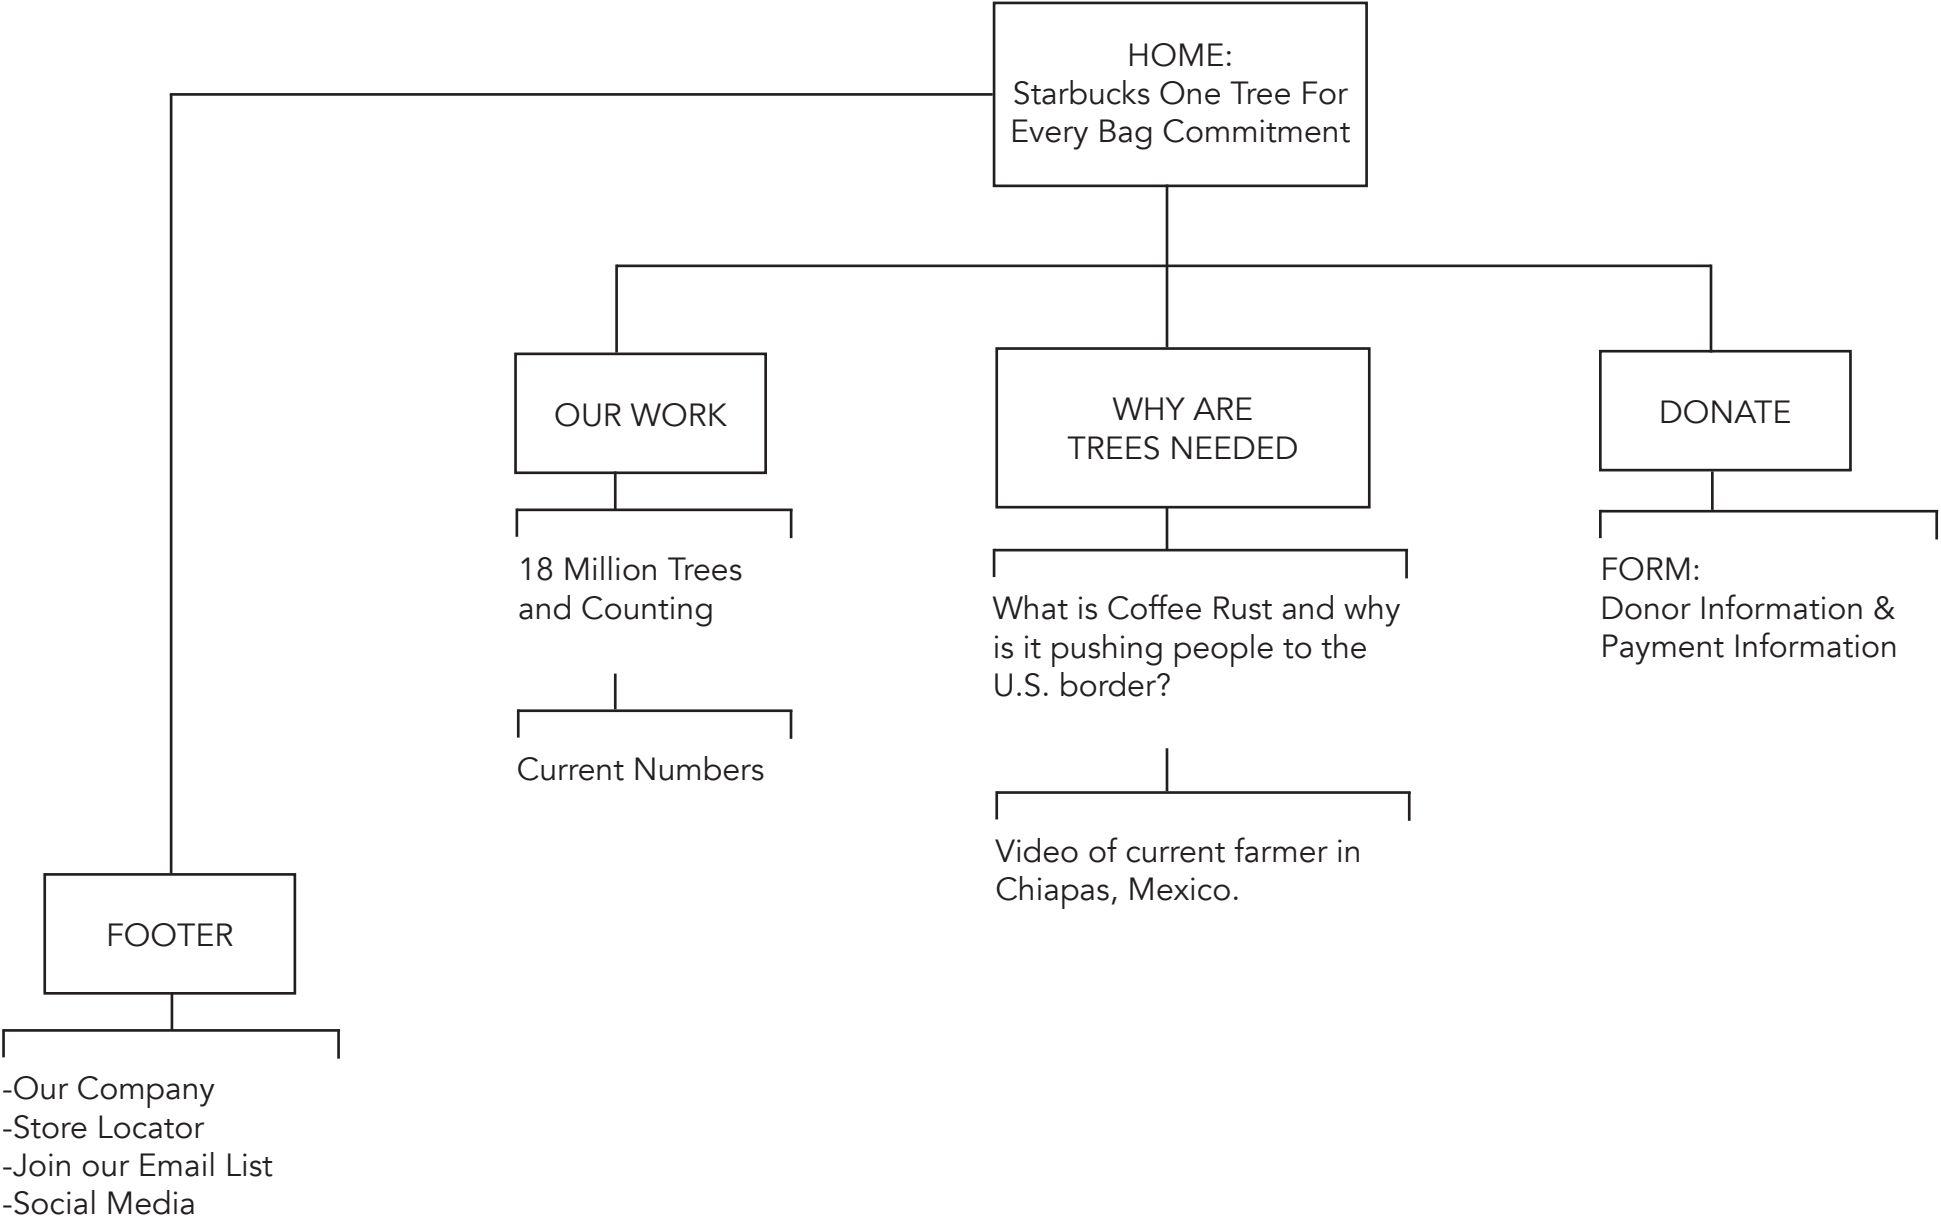 HOME:
Starbucks One Tree For
Every Bag Commitment
OUR WORK
18 Million Trees
and Counting
Current Numbers
WHY ARE
TREES NEEDED
What is Coffee Rust and why
is it pushing people to the
U.S. border?
Video of current farmer in
Chiapas, Mexico.
DONATE
FORM:
Donor Information &
Payment Information
FOOTER
-Our Company
-Store Locator
-Join our Email List
-Social Media